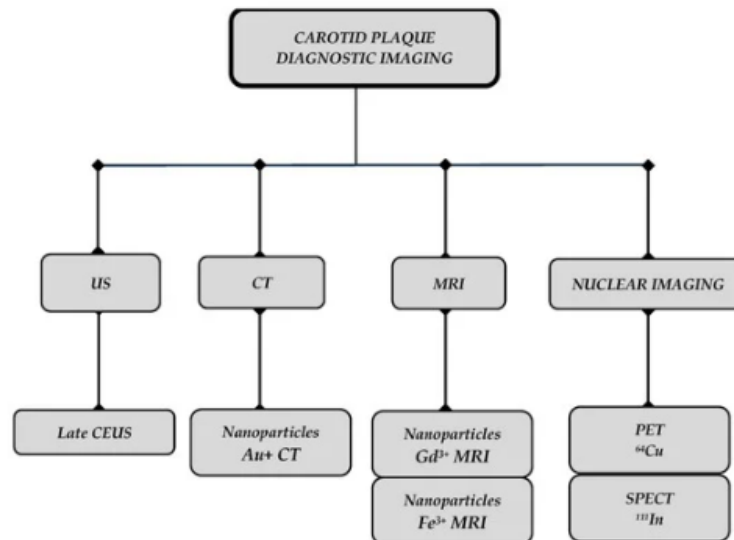 CAROTID PLAQUE
DIAGNOSTIC IMAGING
US
CT
MRI
NUCLEAR IMAGING
Late CEUS
Nanoparticles
Au+ CT
Nanoparticles
Gd³⁺ MRI
Nanoparticles
Fe³⁺ MRI
PET
⁶⁴Cu
SPECT
¹¹¹In